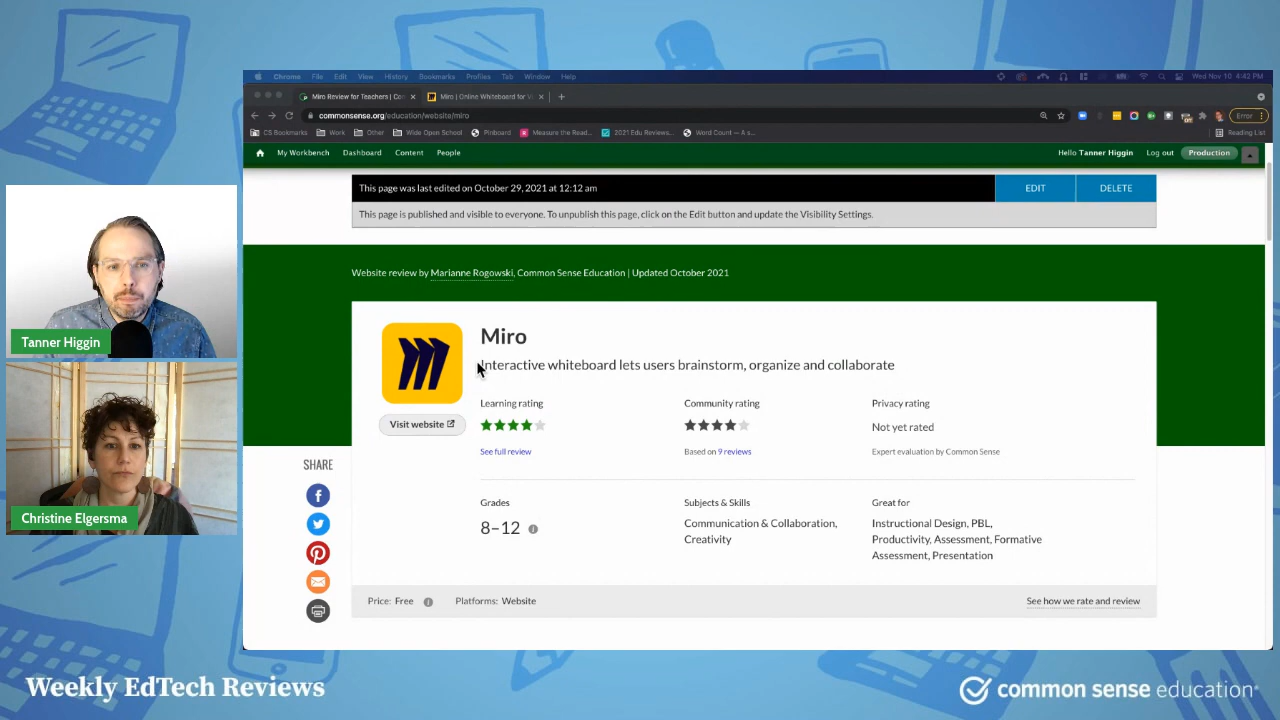 Chrome File Edit View History Bookmarks Profiles Tab Window Help
Wed Nov 10 4:42 PM
Miro Review for Teachers | Co
Miro | Online Whiteboard for V
commonsense.org/education/website/miro
Error
CS Bookmarks Work Other Wide Open School Pinboard Measure the Read... 2021 Edu Reviews... Word Count — A s...
Reading List
My Workbench Dashboard Content People
Hello Tanner Higgin Log out Production
This page was last edited on October 29, 2021 at 12:12 am
EDIT DELETE
This page is published and visible to everyone. To unpublish this page, click on the Edit button and update the Visibility Settings.
Website review by Marianne Rogowski, Common Sense Education | Updated October 2021
Miro
Interactive whiteboard lets users brainstorm, organize and collaborate
Visit website
Learning rating
See full review
Community rating
Based on 9 reviews
Privacy rating
Not yet rated
Expert evaluation by Common Sense
Grades
8–12
Subjects & Skills
Communication & Collaboration,
Creativity
Great for
Instructional Design, PBL,
Productivity, Assessment, Formative
Assessment, Presentation
Price: Free Platforms: Website
See how we rate and review
SHARE
Tanner Higgin
Christine Elgersma
Weekly EdTech Reviews
common sense education®